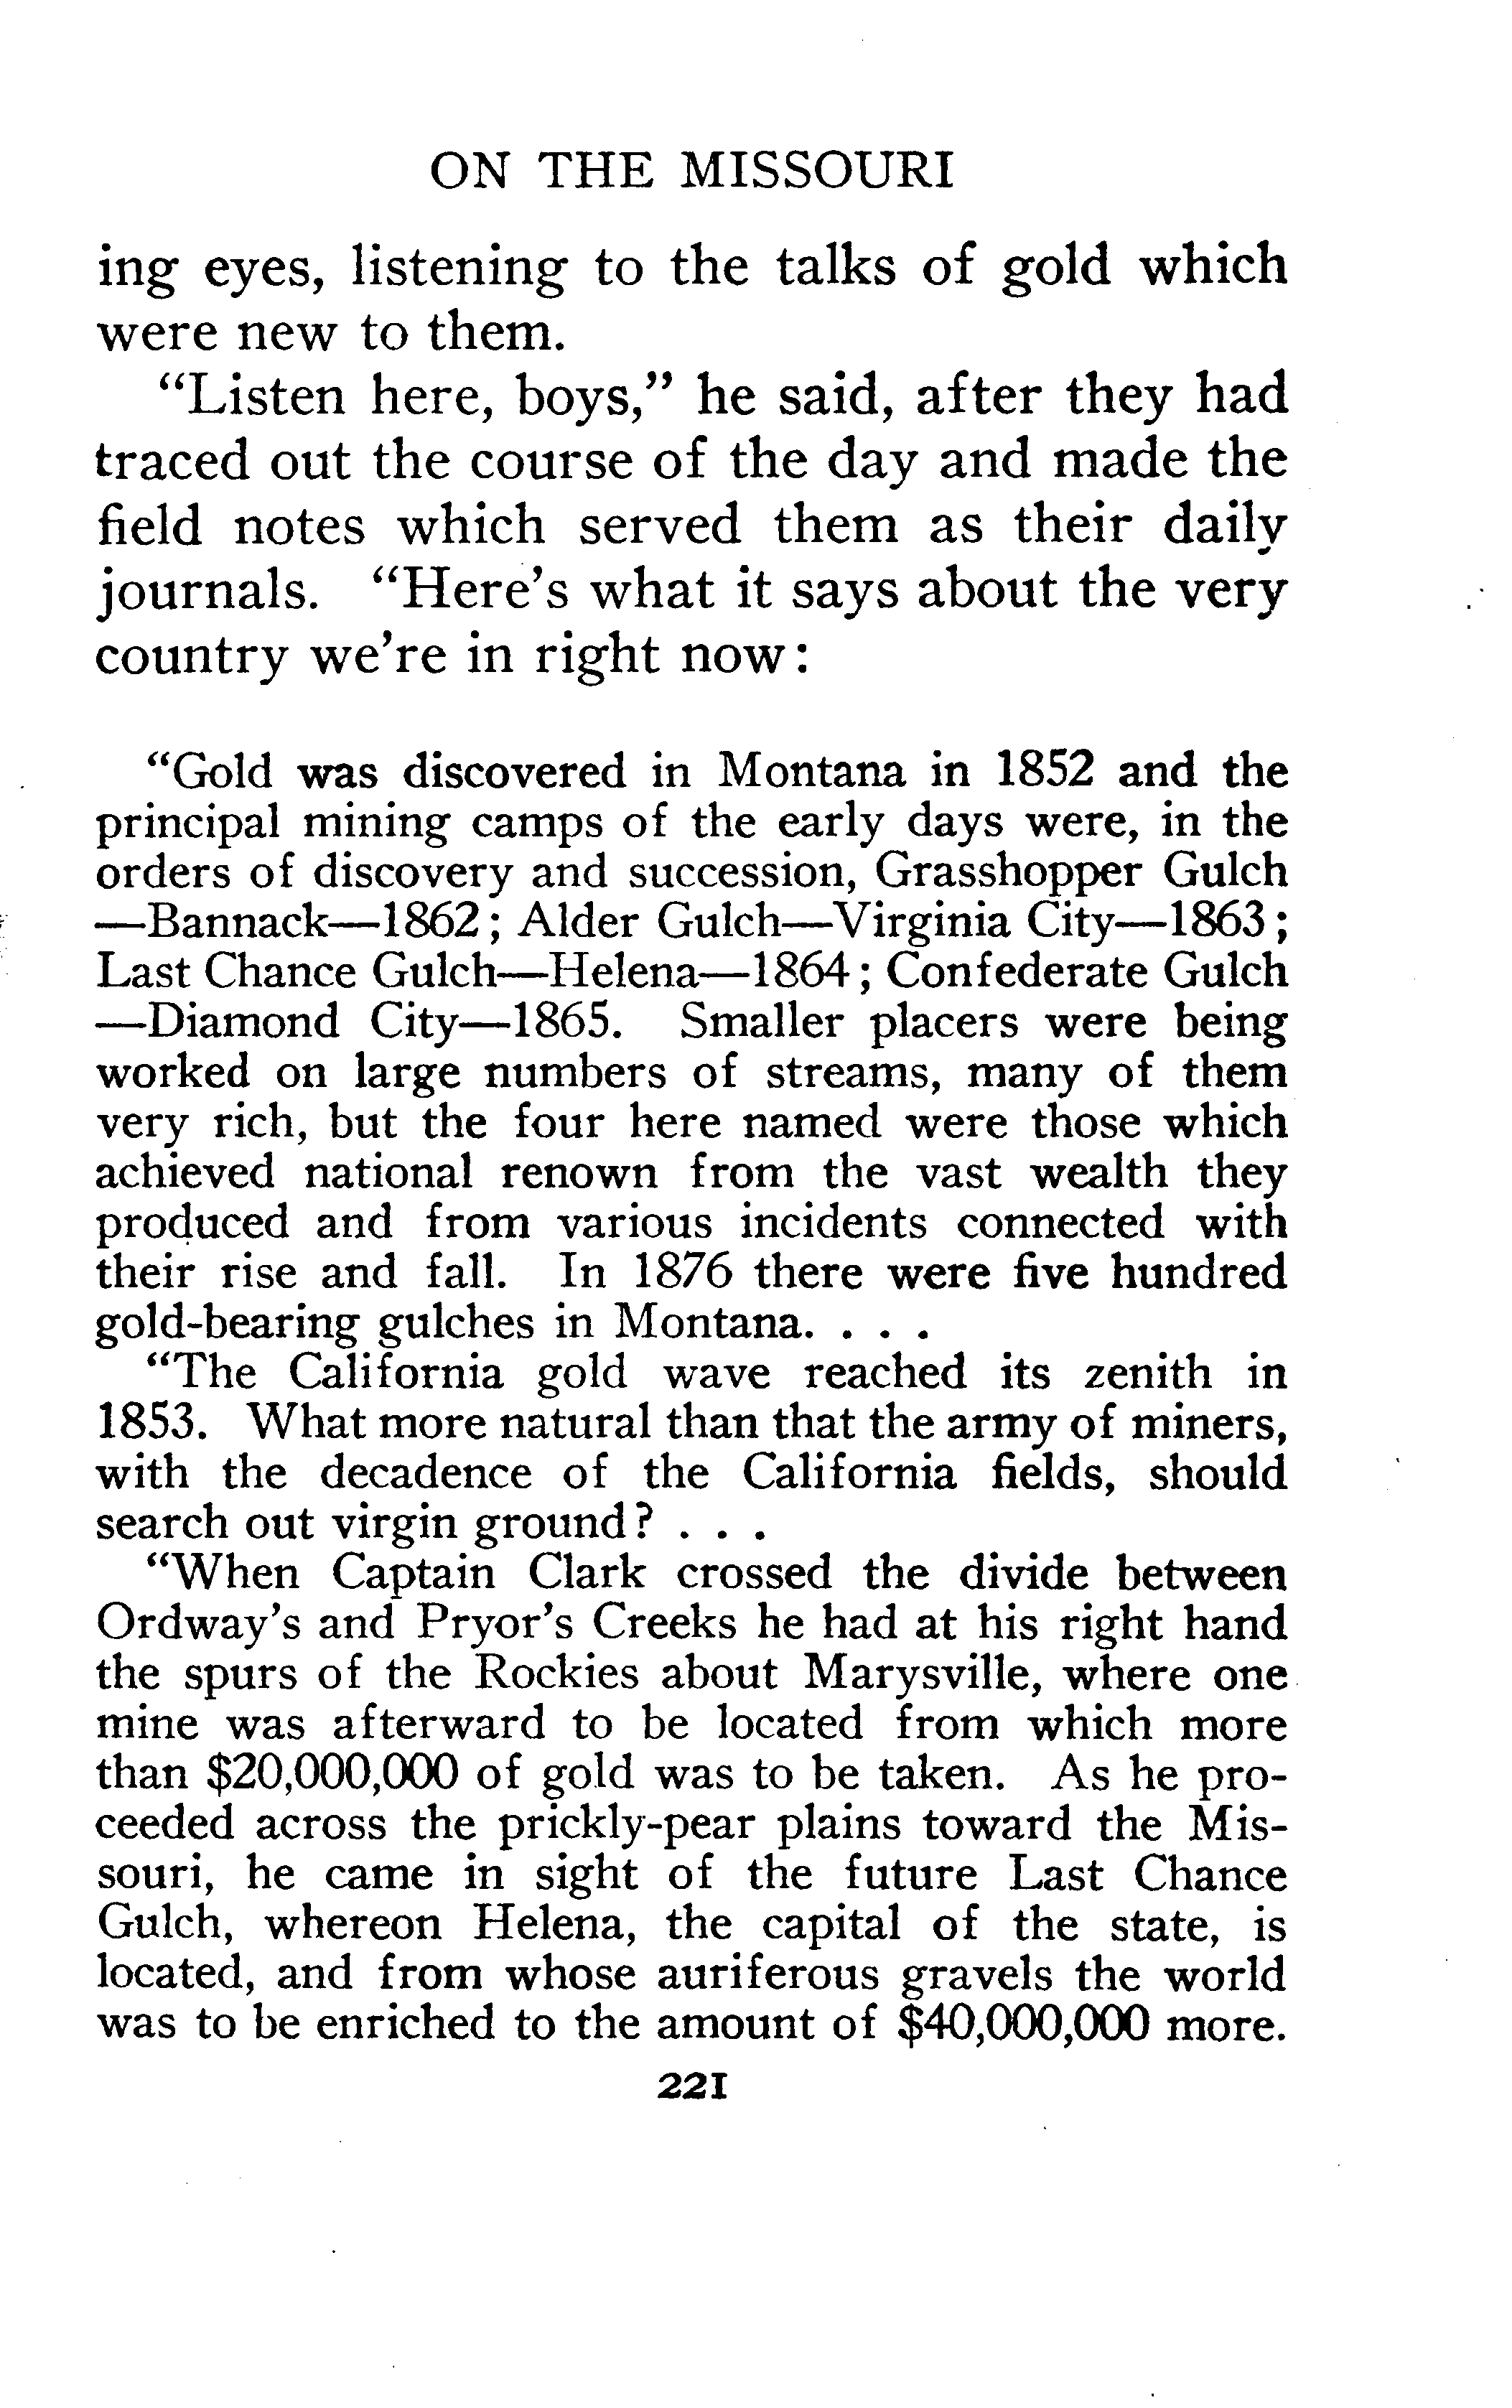 ON THE MISSOURI
ing eyes, listening to the talks of gold which
were new to them.
“Listen here, boys,” he said, after they had
traced out the course of the day and made the
field notes which served them as their daily
journals. “Here’s what it says about the very
country we’re in right now:
“Gold was discovered in Montana in 1852 and the
principal mining camps of the early days were, in the
orders of discovery and succession, Grasshopper Gulch
—Bannack—1862; Alder Gulch—Virginia City—1863;
Last Chance Gulch—Helena—1864; Confederate Gulch
—Diamond City—1865. Smaller placers were being
worked on large numbers of streams, many of them
very rich, but the four here named were those which
achieved national renown from the vast wealth they
produced and from various incidents connected with
their rise and fall. In 1876 there were five hundred
gold-bearing gulches in Montana. . . .
“The California gold wave reached its zenith in
1853. What more natural than that the army of miners,
with the decadence of the California fields, should
search out virgin ground? . . .
“When Captain Clark crossed the divide between
Ordway’s and Pryor’s Creeks he had at his right hand
the spurs of the Rockies about Marysville, where one
mine was afterward to be located from which more
than $20,000,000 of gold was to be taken. As he pro-
ceeded across the prickly-pear plains toward the Mis-
souri, he came in sight of the future Last Chance
Gulch, whereon Helena, the capital of the state, is
located, and from whose auriferous gravels the world
was to be enriched to the amount of $40,000,000 more.
221